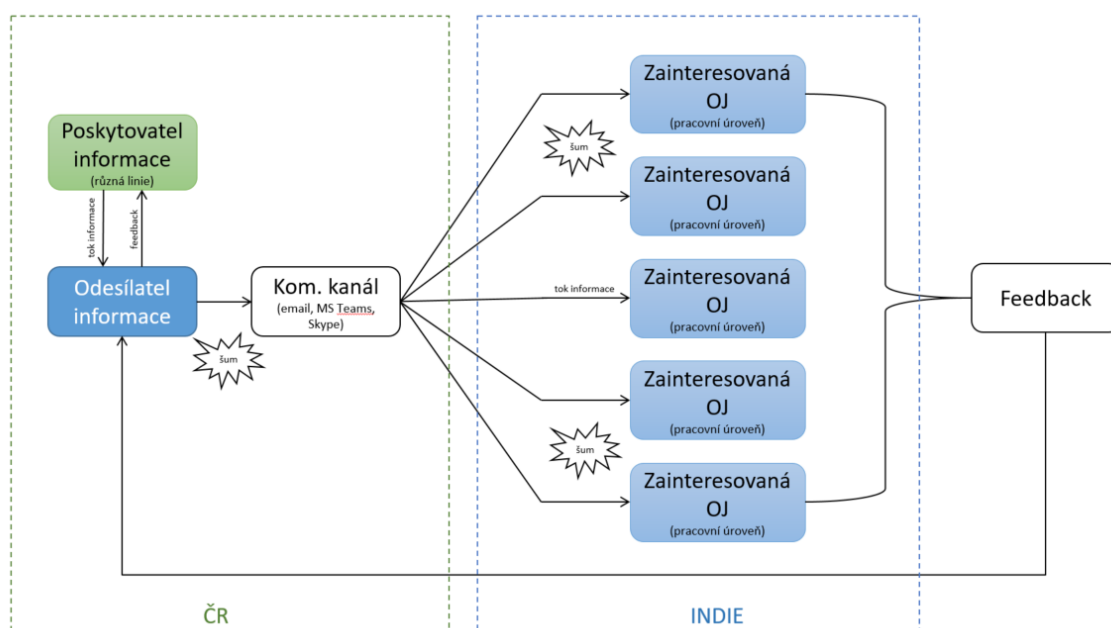 Poskytovatel
informace
(různá linie)
tok informace
feedback
Odesílatel
informace
šum
Kom. kanál
(email, MS Teams,
Skype)
Zainteresovaná
OJ
(pracovní úroveň)
šum
Zainteresovaná
OJ
(pracovní úroveň)
tok informace
Zainteresovaná
OJ
(pracovní úroveň)
Zainteresovaná
OJ
(pracovní úroveň)
šum
Zainteresovaná
OJ
(pracovní úroveň)
Feedback
ČR
INDIE